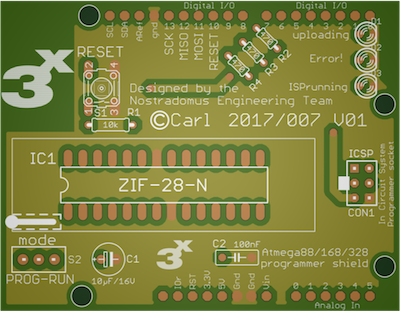 Digital I/O Digital I/O
SCL SDA ARef gnd 13 12 11 10 9 8 7 6 5 4 3 2 1 0
SCK MISO MOSI RESET
R1
uploading
RESET
Error!
3x
R4 R3 R2
ISPrunning
Designed by the
Nostradomus Engineering Team
S1 R1
10k
©Carl 2017/007 V01
IC1
ICSP
ZIF-28-N
In Circuit System
Programmer socket
CON1
mode
3x
S2
C1
C2 100nF
Atmega88/168/328
programmer shield
PROG-RUN
10µF/16V
IOr RST 3.3V 5V Gnd Gnd Vin 0 1 2 3 4 5
Analog In